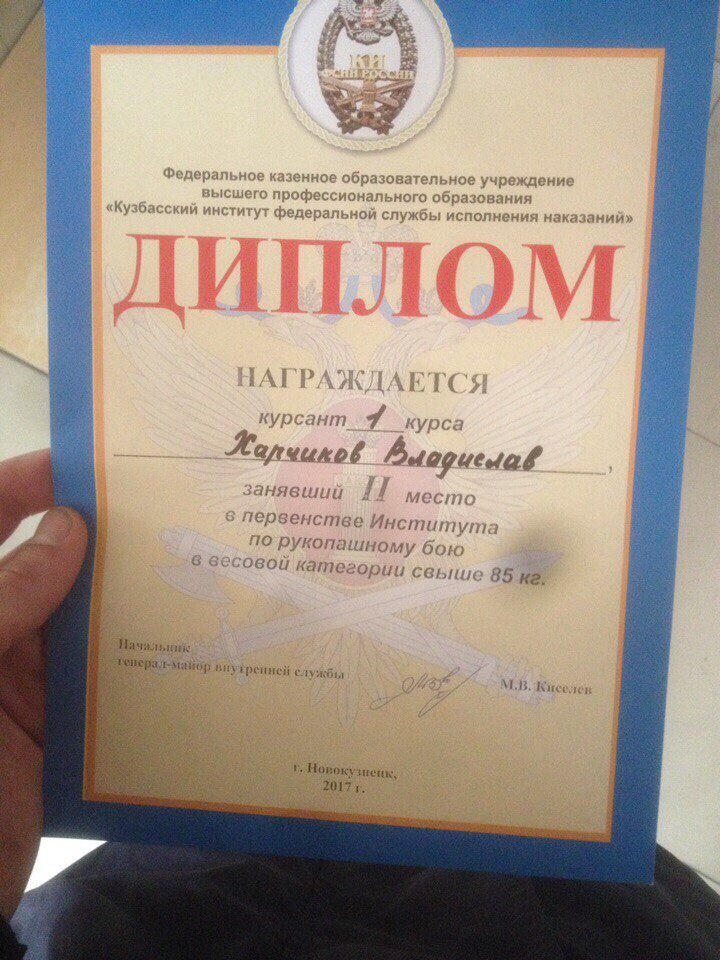 КИ
ФСИН РОССИИ
Федеральное казенное образовательное учреждение
высшего профессионального образования
«Кузбасский институт федеральной службы исполнения наказаний»
ДИПЛОМ
НАГРАЖДАЕТСЯ
курсант 1 курса
Харчиков Владислав,
занявший II место
в первенстве Института
по рукопашному бою
в весовой категории свыше 85 кг.
Начальник
генерал-майор внутренней службы М.В. Киселев
г. Новокузнецк,
2017 г.